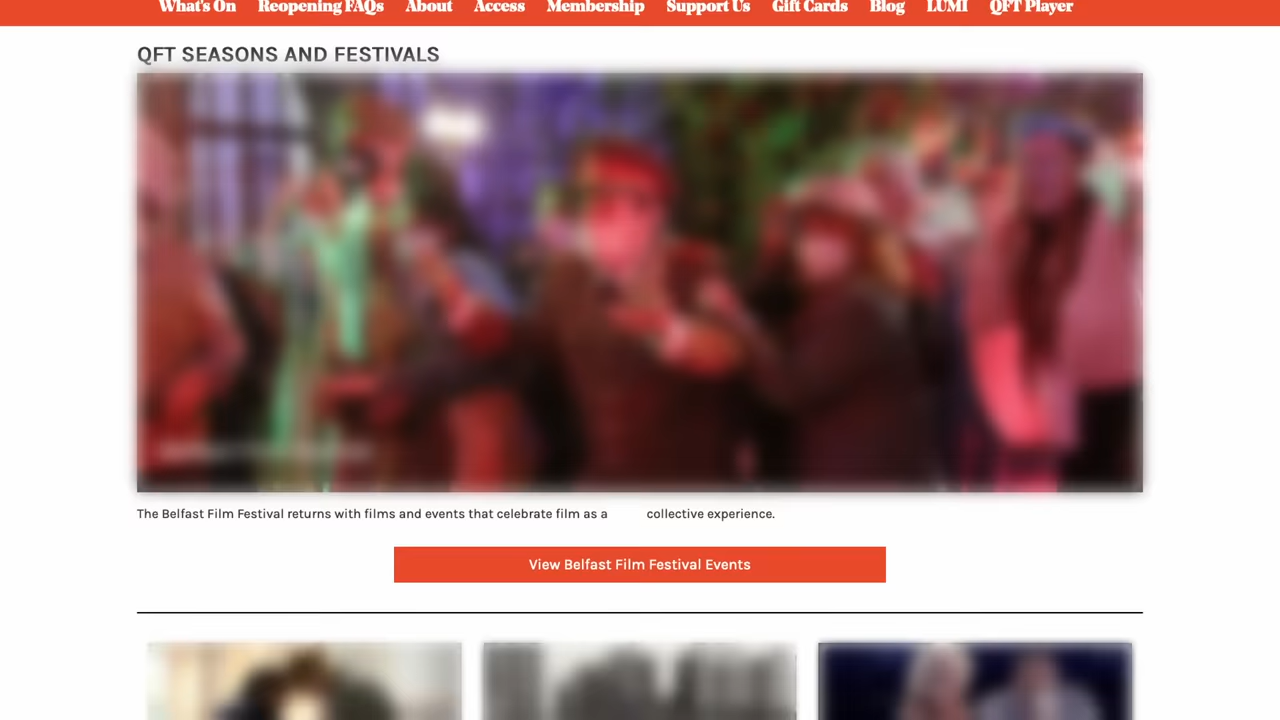 What's On Reopening FAQs About Access Membership Support Us Gift Cards Blog LUMI QFT Player
QFT SEASONS AND FESTIVALS
The Belfast Film Festival returns with films and events that celebrate film as a collective experience.
View Belfast Film Festival Events